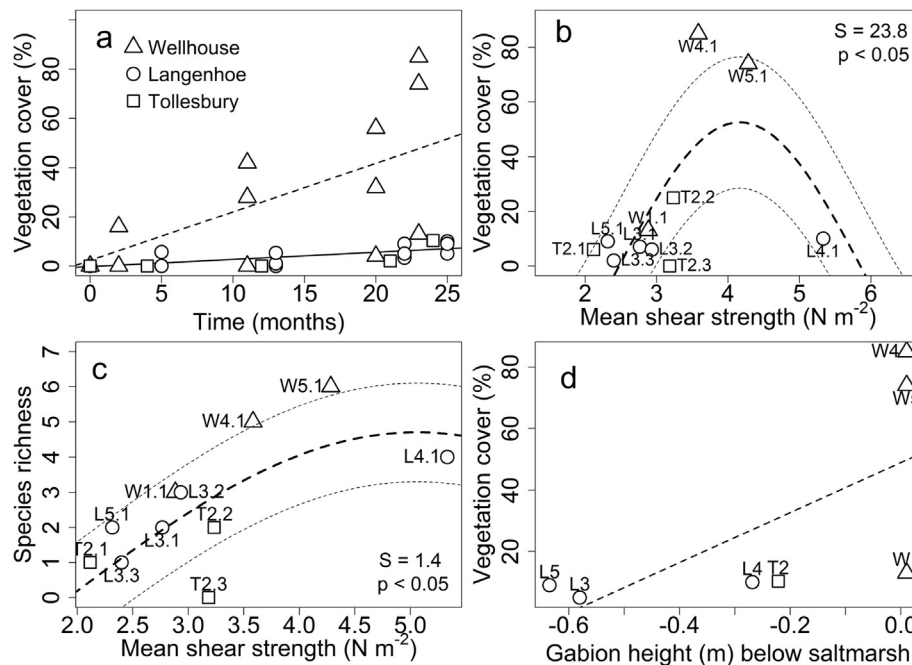 a
Wellhouse
Langenhoe
Tollesbury
Vegetation cover (%)
0 20 40 60 80
0 5 10 15 20 25
Time (months)
b
S = 23.8
p < 0.05
W4.1
W5.1
T2.2
W1.1
L5.1
L3.1
T2.1
L3.2
L3.3
T2.3
L4.1
Vegetation cover (%)
0 20 40 60 80
2 3 4 5 6
Mean shear strength (N m⁻²)
c
W5.1
W4.1
L4.1
W1.1
L3.2
L5.1
T2.2
L3.1
T2.1
L3.3
T2.3
S = 1.4
p < 0.05
Species richness
0 1 2 3 4 5 6 7
2.0 2.5 3.0 3.5 4.0 4.5 5.0
Mean shear strength (N m⁻²)
d
W4
W
L5
L3
L4
T2
Vegetation cover (%)
20 40 60 80
-0.6 -0.4 -0.2 0.0
Gabion height (m) below saltmarsh